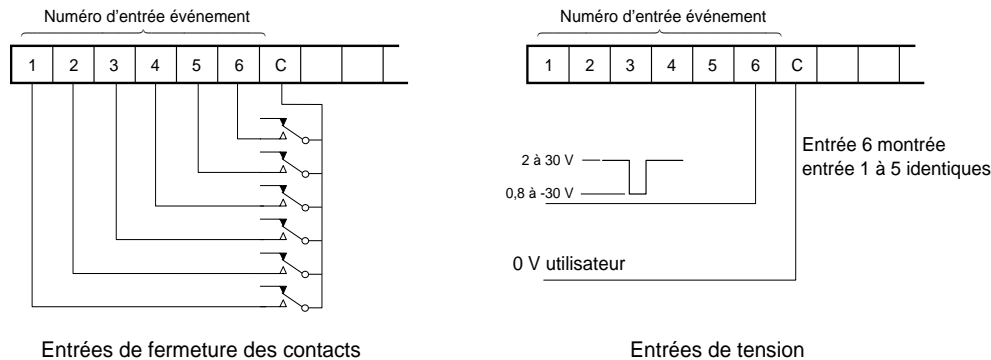 Numéro d'entrée événement
1 2 3 4 5 6 C
Entrées de fermeture des contacts
Numéro d'entrée événement
1 2 3 4 5 6 C
Entrée 6 montrée
entrée 1 à 5 identiques
2 à 30 V
0,8 à -30 V
0 V utilisateur
Entrées de tension